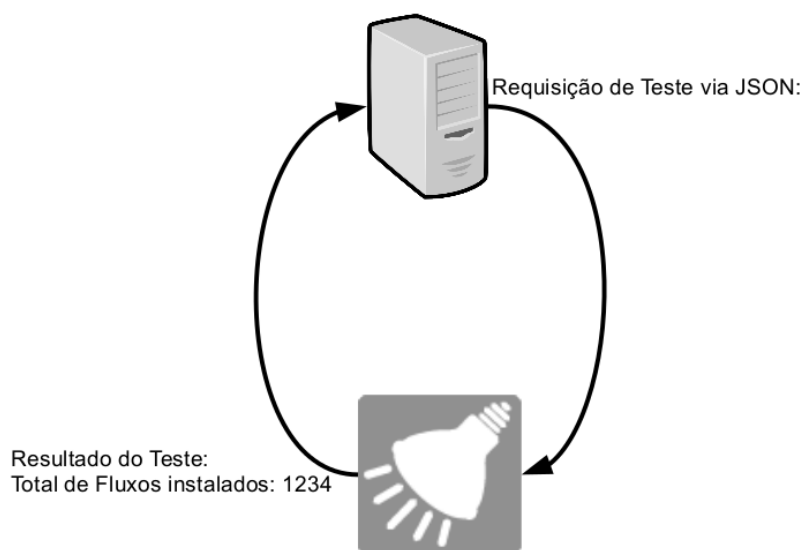 Requisição de Teste via JSON:
Resultado do Teste:
Total de Fluxos instalados: 1234